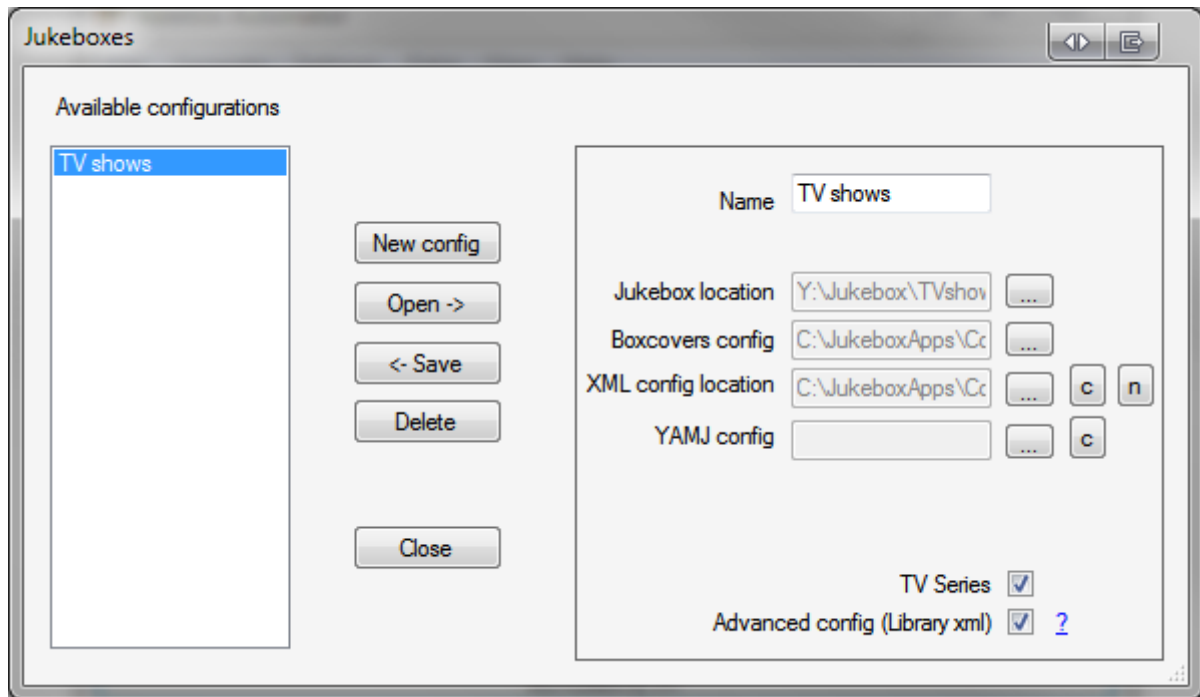 Jukeboxes
Available configurations
TV shows
New config
Open ->
<- Save
Delete
Close
Name TV shows
Jukebox location Y:\Jukebox\TVshow ...
Boxcovers config C:\JukeboxApps\Cc ...
XML config location C:\JukeboxApps\Cc ... c n
YAMJ config ... c
TV Series
Advanced config (Library xml) ?